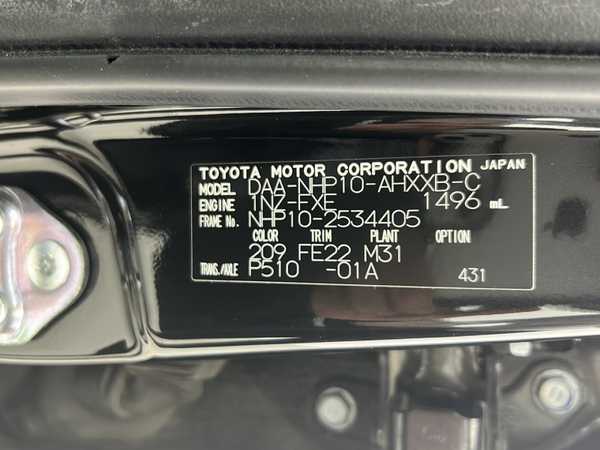 TOYOTA MOTOR CORPORATION JAPAN
MODEL DAA-NHP10-AHXXB-C
ENGINE 1NZ-FXE 1496 mL
FRAME No. NHP10-2534405
COLOR TRIM PLANT OPTION
209 FE22 M31
TRANS./AXLE P510 -01A 431